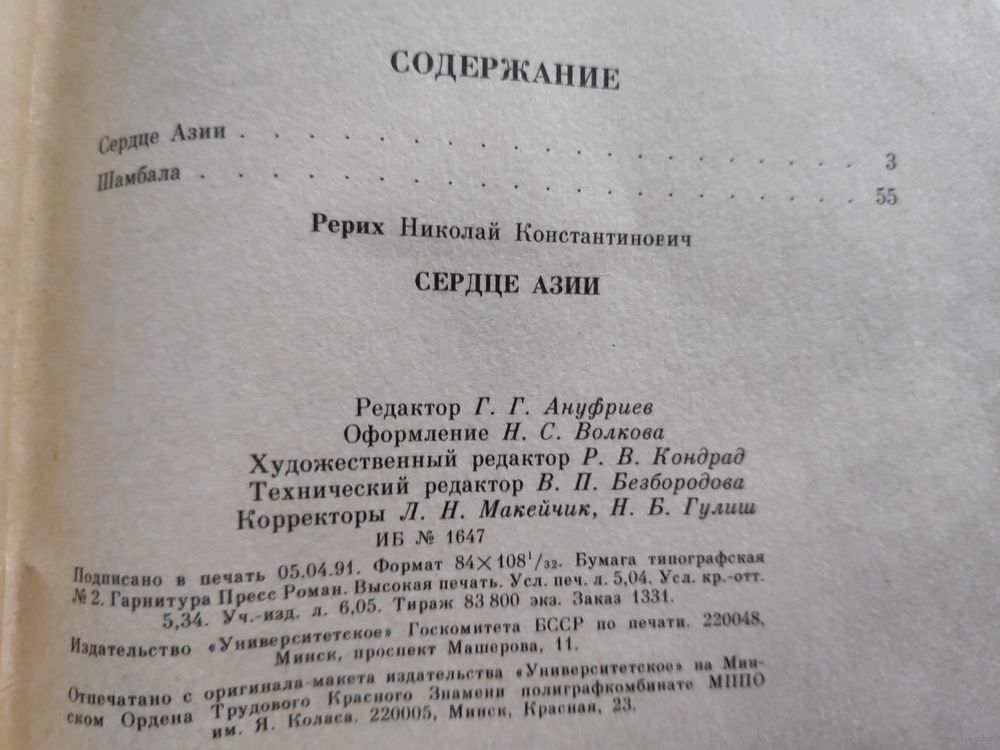 СОДЕРЖАНИЕ
Сердце Азии . . . . . . . . . . . . . . . . . . 3
Шамбала . . . . . . . . . . . . . . . . . . 55
Рерих Николай Константинович
СЕРДЦЕ АЗИИ
Редактор Г. Г. Ануфриев
Оформление Н. С. Волкова
Художественный редактор Р. В. Кондрад
Технический редактор В. П. Безбородова
Корректоры Л. Н. Макейчик, Н. Б. Гулиш
ИБ № 1647
Подписано в печать 05.04.91. Формат 84×108¹/₃₂. Бумага типографская
№ 2. Гарнитура Пресс Роман. Высокая печать. Усл. печ. л. 5,04. Усл. кр.-отт.
5,34. Уч.-изд. л. 6,05. Тираж 83 800 экз. Заказ 1331.
Издательство «Университетское» Госкомитета БССР по печати. 220048,
Минск, проспект Машерова, 11.
Отпечатано с оригинала-макета издательства «Университетское» на Мин-
ском Ордена Трудового Красного Знамени полиграфкомбинате МППО
им. Я. Коласа. 220005, Минск, Красная, 23.